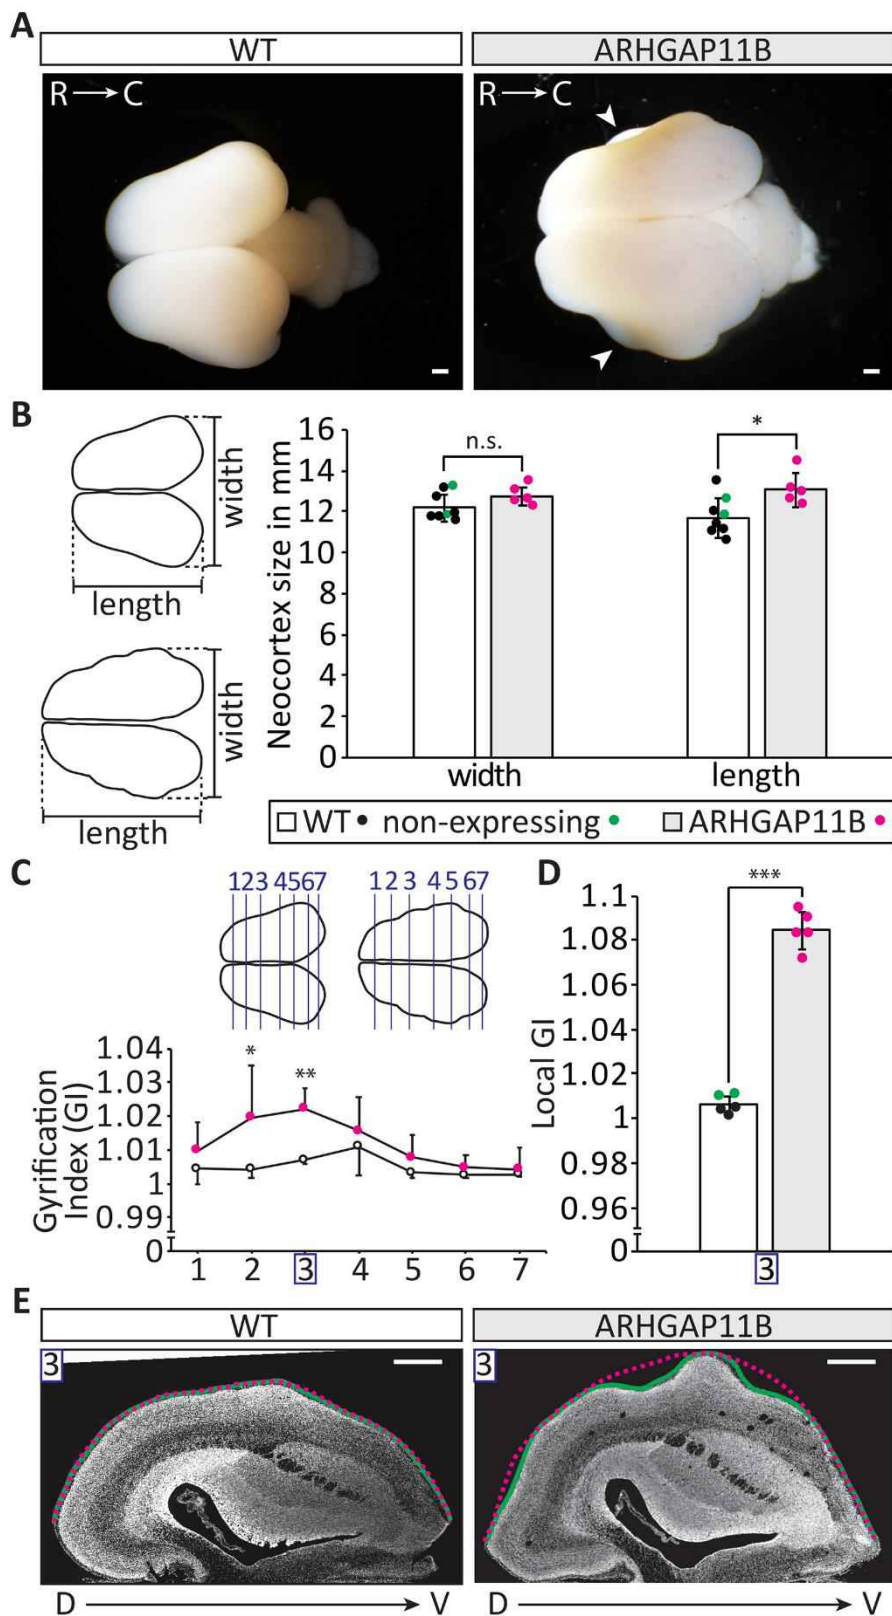 A
WT
ARHGAP11B
R → C
R → C
B
width
length
width
length
Neocortex size in mm
16
14
12
10
8
6
4
2
0
n.s.
*
width
length
WT • non-expressing • ARHGAP11B •
C
123 4567
1 2 3 4 5 67
Gyrification
Index (GI)
1.04
1.03
1.02
1.01
1
0.99
0
*
**
1 2 3 4 5 6 7
D
Local GI
1.1
1.08
1.06
1.04
1.02
1
0.98
0.96
0
***
3
E
WT
ARHGAP11B
3
3
D → V
D → V